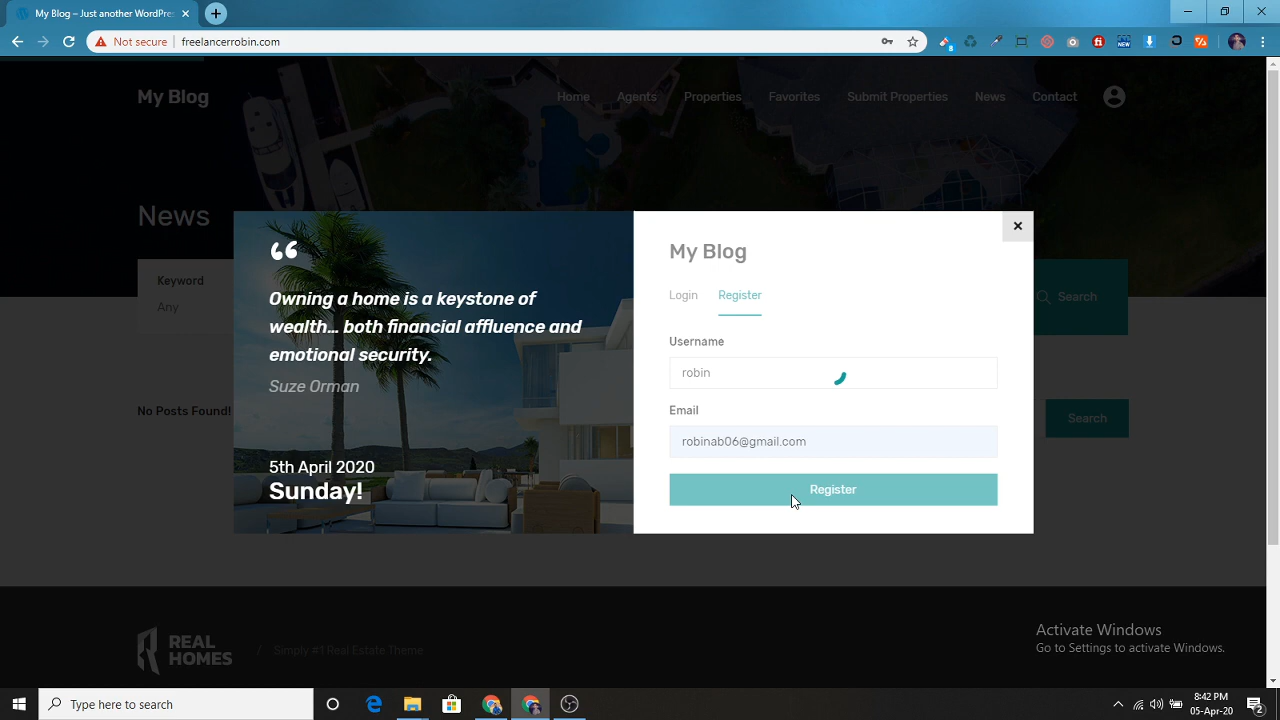 My Blog – Just another WordPres
Not secure
freelancerrobin.com
NEW
My Blog
Home
Agents
Properties
Favorites
Submit Properties
News
Contact
News
Keyword
Any
Search
No Posts Found!
Search
“
Owning a home is a keystone of
wealth... both financial affluence and
emotional security.
Suze Orman
5th April 2020
Sunday!
My Blog
Login
Register
Username
robin
Email
robinab06@gmail.com
Register
REAL
HOMES
/
Simply #1 Real Estate Theme
Activate Windows
Go to Settings to activate Windows.
Type here to search
8:42 PM
05-Apr-20
2